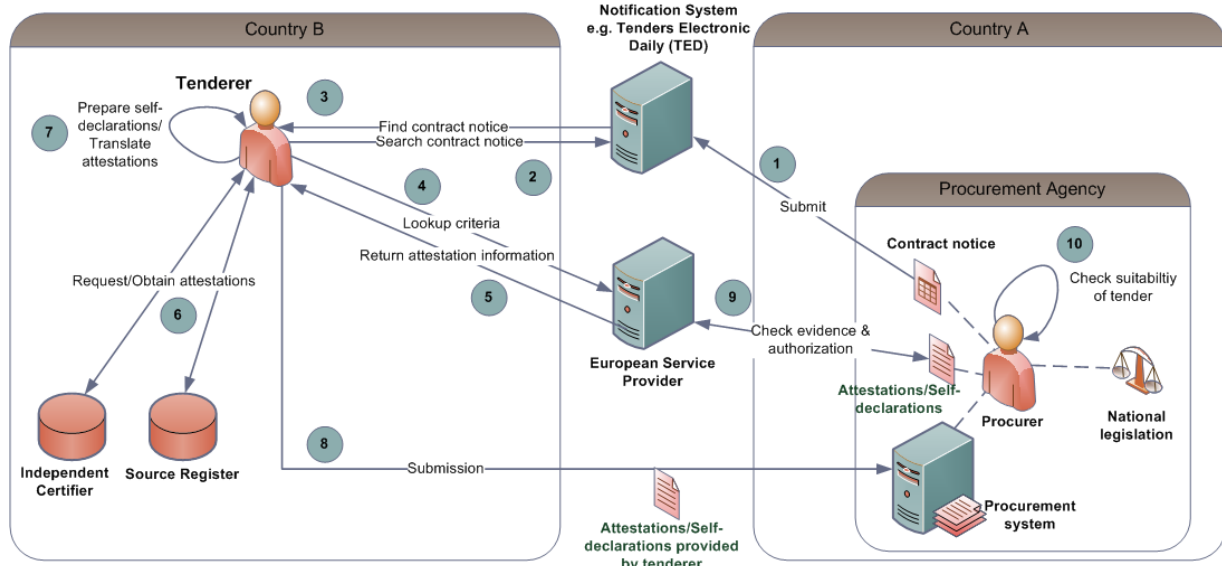 Notification System
e.g. Tenders Electronic
Daily (TED)
Country B
Country A
Tenderer
3
7
Prepare self-
declarations/
Translate
attestations
Find contract notice
Search contract notice
1
2
4
Submit
Procurement Agency
Lookup criteria
Return attestation information
Contract notice
10
Check suitabiltiy
of tender
Request/Obtain attestations
6
5
9
Check evidence &
authorization
European Service
Provider
Attestations/Self-
declarations
Procurer
National
legislation
Independent
Certifier
Source Register
8
Submission
Procurement
system
Attestations/Self-
declarations provided
by tenderer